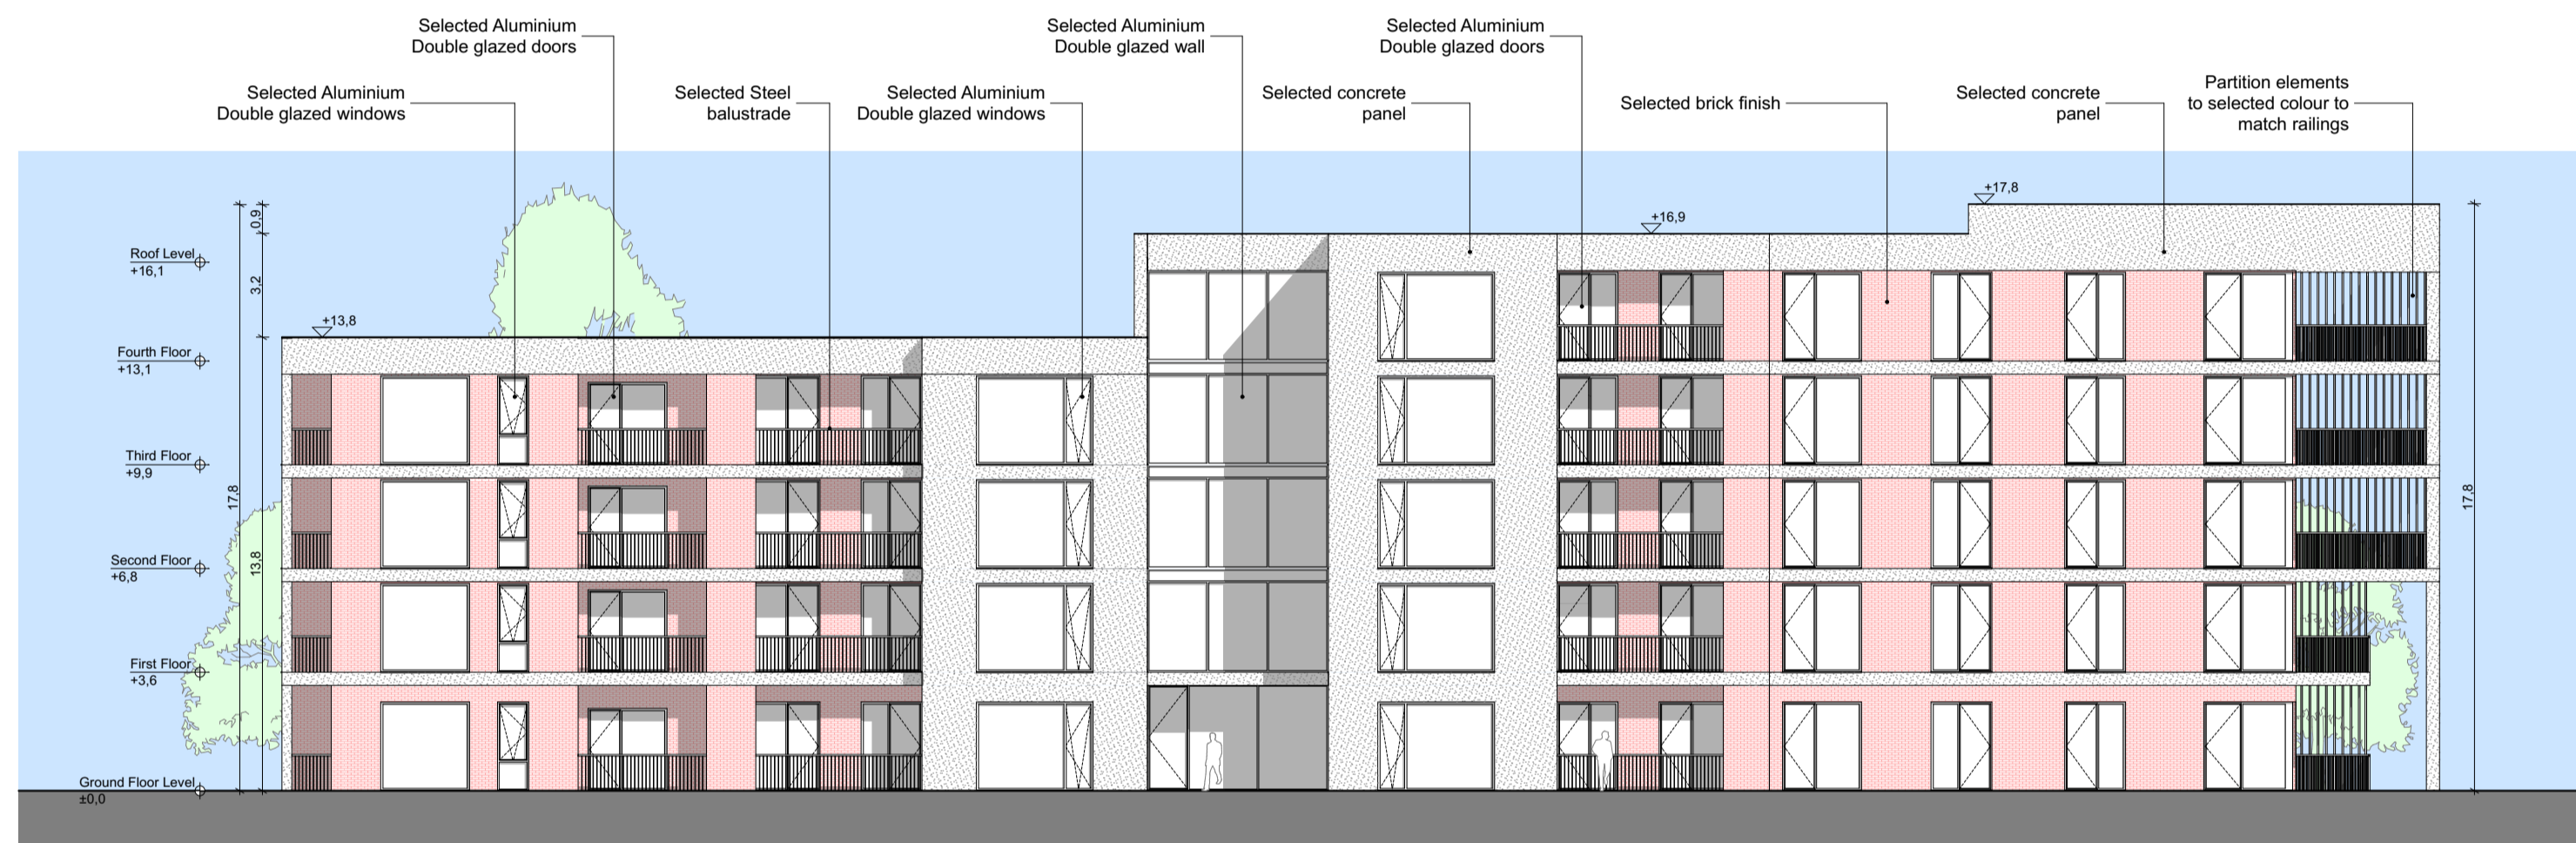 Selected Aluminium
Double glazed doors
Selected Aluminium
Double glazed wall
Selected Aluminium
Double glazed doors
Selected Aluminium
Double glazed windows
Selected Steel
balustrade
Selected Aluminium
Double glazed windows
Selected concrete
panel
Selected brick finish
Selected concrete
panel
Partition elements
to selected colour to
match railings
+17,8
0,9
+16,9
Roof Level
+16,1
3,2
+13,8
Fourth Floor
+13,1
Third Floor
+9,9
17,8
17,8
Second Floor
+6,8
13,8
First Floor
+3,6
Ground Floor Level
±0,0